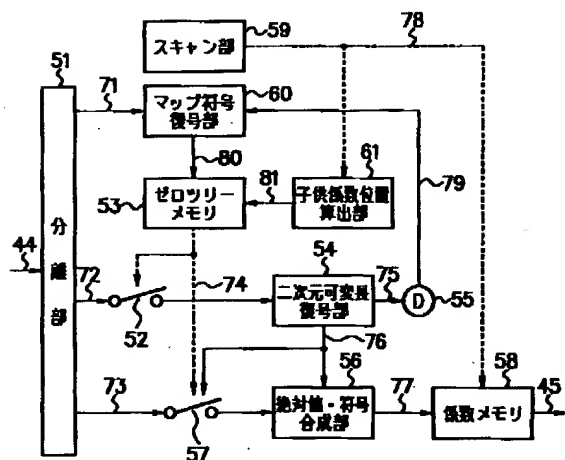 59
スキャン部
78
51
71
60
マップ符号
復号部
80
61
79
53
ゼロツリー
メモリ
81
子供係数位置
算出部
分離部
44
72
52
74
54
二次元可変長
復号部
75
D
55
76
73
57
56
絶対値・符号
合成部
77
58
係数メモリ
45